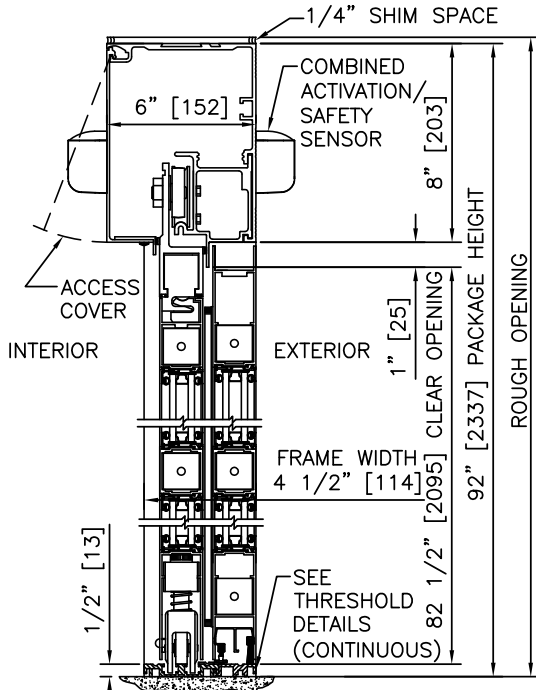 1/4" SHIM SPACE
COMBINED
ACTIVATION/
SAFETY
SENSOR
6" [152]
8" [203]
ACCESS
COVER
INTERIOR
EXTERIOR
1" [25]
82 1/2" [2095] CLEAR OPENING
92" [2337] PACKAGE HEIGHT
ROUGH OPENING
FRAME WIDTH
4 1/2" [114]
1/2" [13]
SEE
THRESHOLD
DETAILS
(CONTINUOUS)